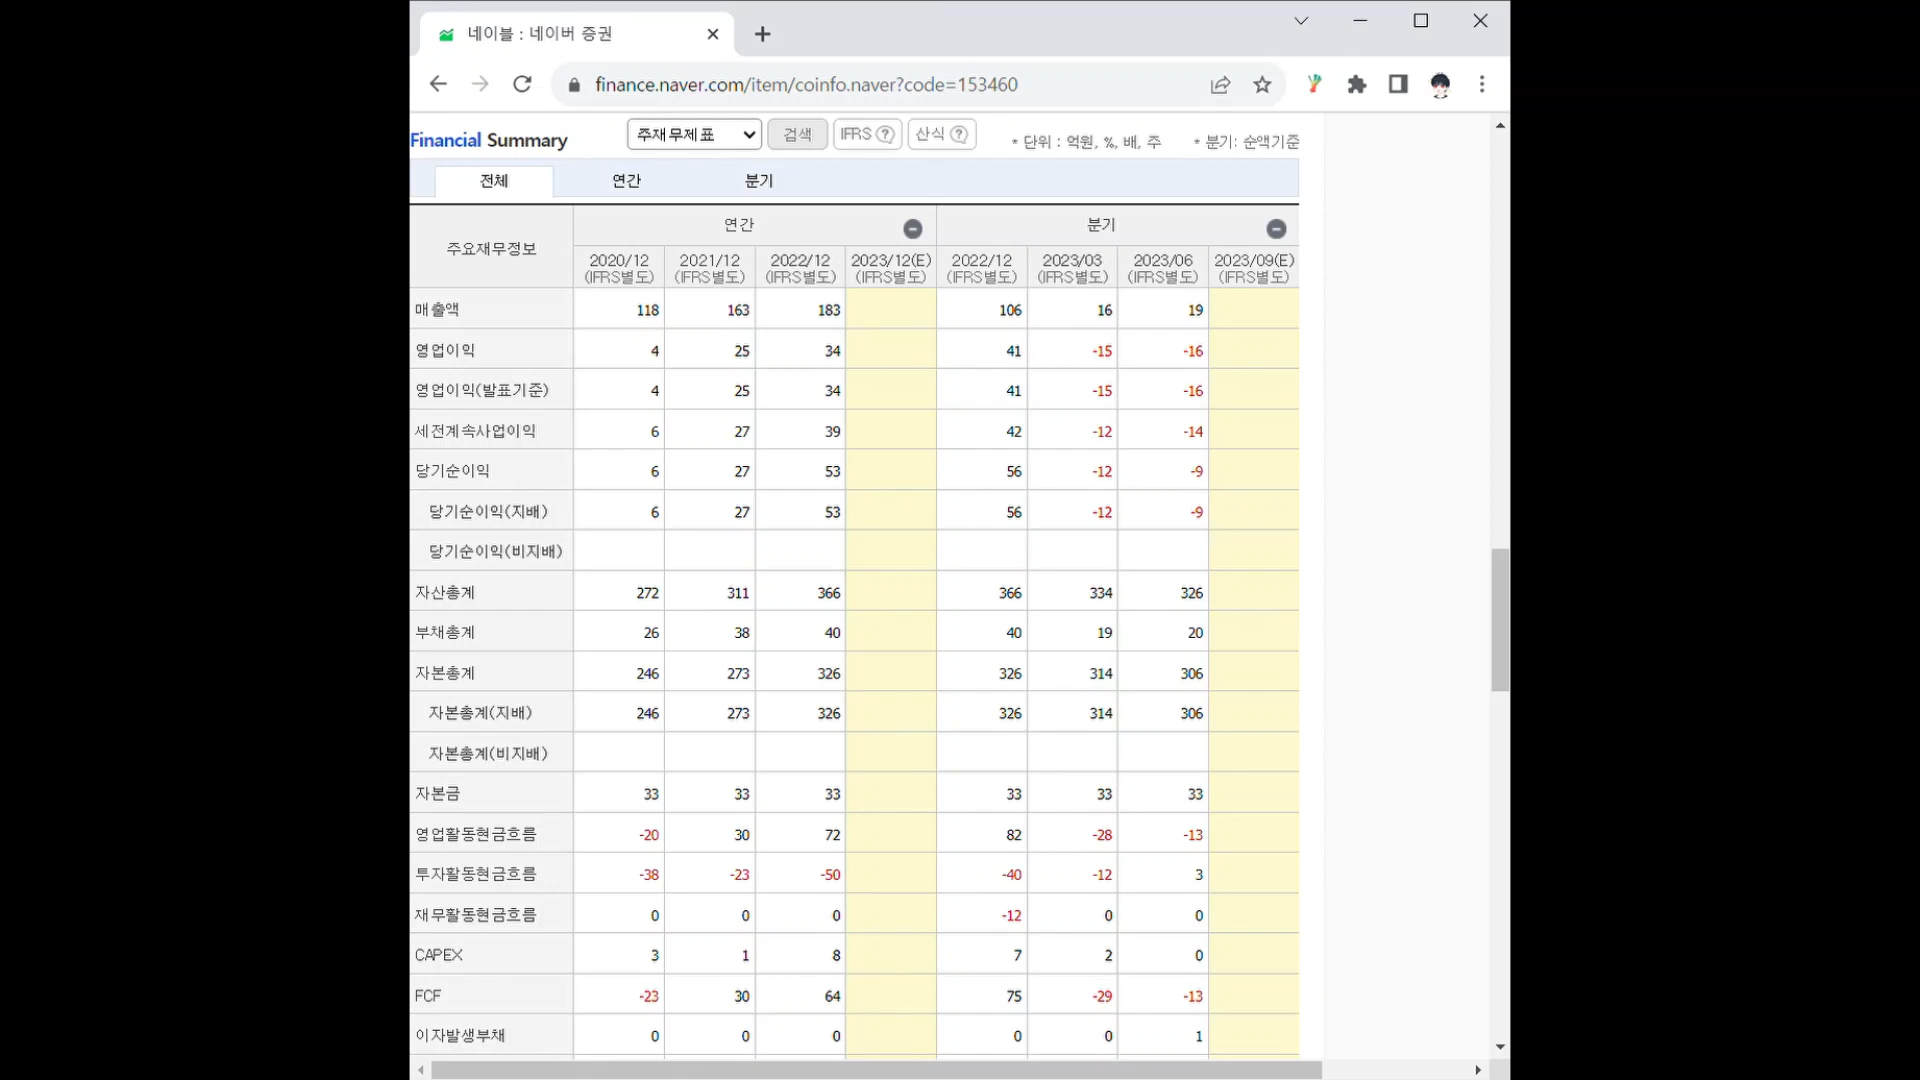 네이블 : 네이버 증권
finance.naver.com/item/coinfo.naver?code=153460
Financial Summary 주재무제표 검색 IFRS ? 산식 ? * 단위 : 억원, %, 배, 주 * 분기: 순액기준
전체 연간 분기
주요재무정보 연간 분기
2020/12 2021/12 2022/12 2023/12(E) 2022/12 2023/03 2023/06 2023/09(E)
(IFRS별도) (IFRS별도) (IFRS별도) (IFRS별도) (IFRS별도) (IFRS별도) (IFRS별도) (IFRS별도)
매출액 118 163 183 106 16 19
영업이익 4 25 34 41 -15 -16
영업이익(발표기준) 4 25 34 41 -15 -16
세전계속사업이익 6 27 39 42 -12 -14
당기순이익 6 27 53 56 -12 -9
당기순이익(지배) 6 27 53 56 -12 -9
당기순이익(비지배)
자산총계 272 311 366 366 334 326
부채총계 26 38 40 40 19 20
자본총계 246 273 326 326 314 306
자본총계(지배) 246 273 326 326 314 306
자본총계(비지배)
자본금 33 33 33 33 33 33
영업활동현금흐름 -20 30 72 82 -28 -13
투자활동현금흐름 -38 -23 -50 -40 -12 3
재무활동현금흐름 0 0 0 -12 0 0
CAPEX 3 1 8 7 2 0
FCF -23 30 64 75 -29 -13
이자발생부채 0 0 0 0 0 1